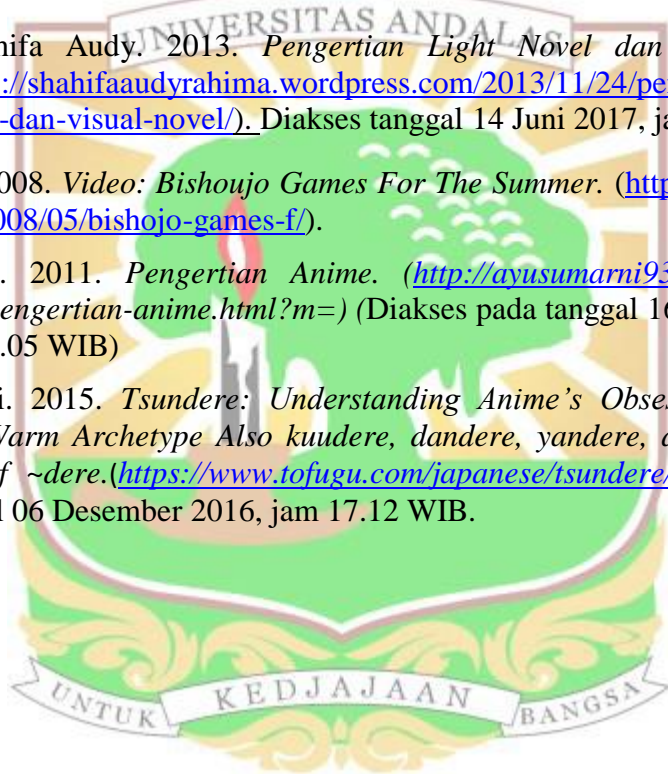 UNIVERSITAS ANDALAS
hifa Audy. 2013. Pengertian Light Novel dan
://shahifaaudyrahima.wordpress.com/2013/11/24/pe
-dan-visual-novel/). Diakses tanggal 14 Juni 2017, ja
008. Video: Bishoujo Games For The Summer. (http
008/05/bishojo-games-f/).
. 2011. Pengertian Anime. (http://ayusumarni93
engertian-anime.html?m=) (Diakses pada tanggal 16
.05 WIB)
i. 2015. Tsundere: Understanding Anime’s Obse
Warm Archetype Also kuudere, dandere, yandere, a
f ~dere.(https://www.tofugu.com/japanese/tsundere/
l 06 Desember 2016, jam 17.12 WIB.
UNTUK KEDJAJAAN BANGSA